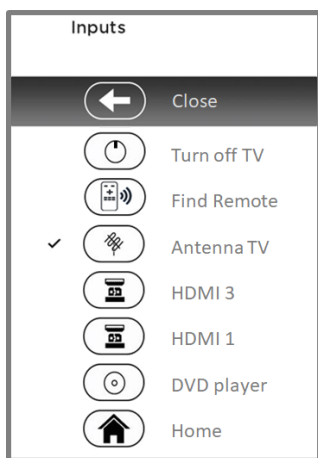 Inputs
Close
Turn off TV
Find Remote
Antenna TV
HDMI 3
HDMI 1
DVD player
Home